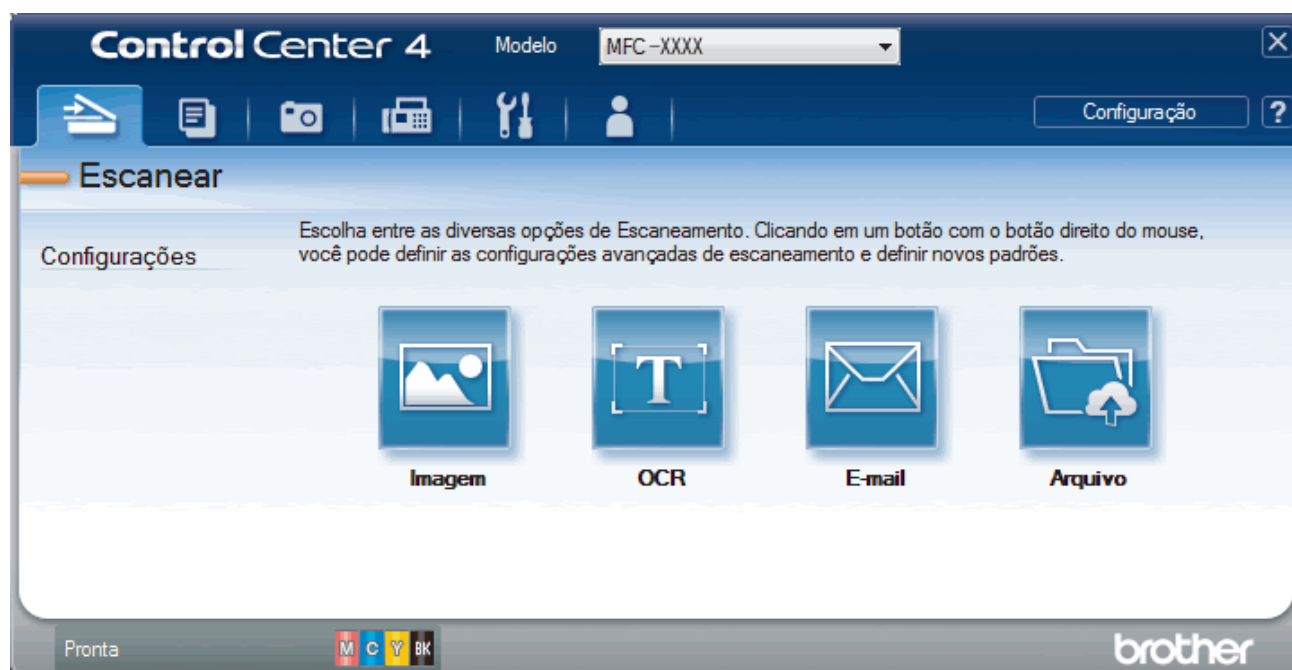 Control Center 4
Modelo
MFC-XXXX
Configuração
?
Escanear
Configurações
Escolha entre as diversas opções de Escaneamento. Clicando em um botão com o botão direito do mouse,
você pode definir as configurações avançadas de escaneamento e definir novos padrões.
T
Imagem
OCR
E-mail
Arquivo
Pronta
M C Y BK
brother